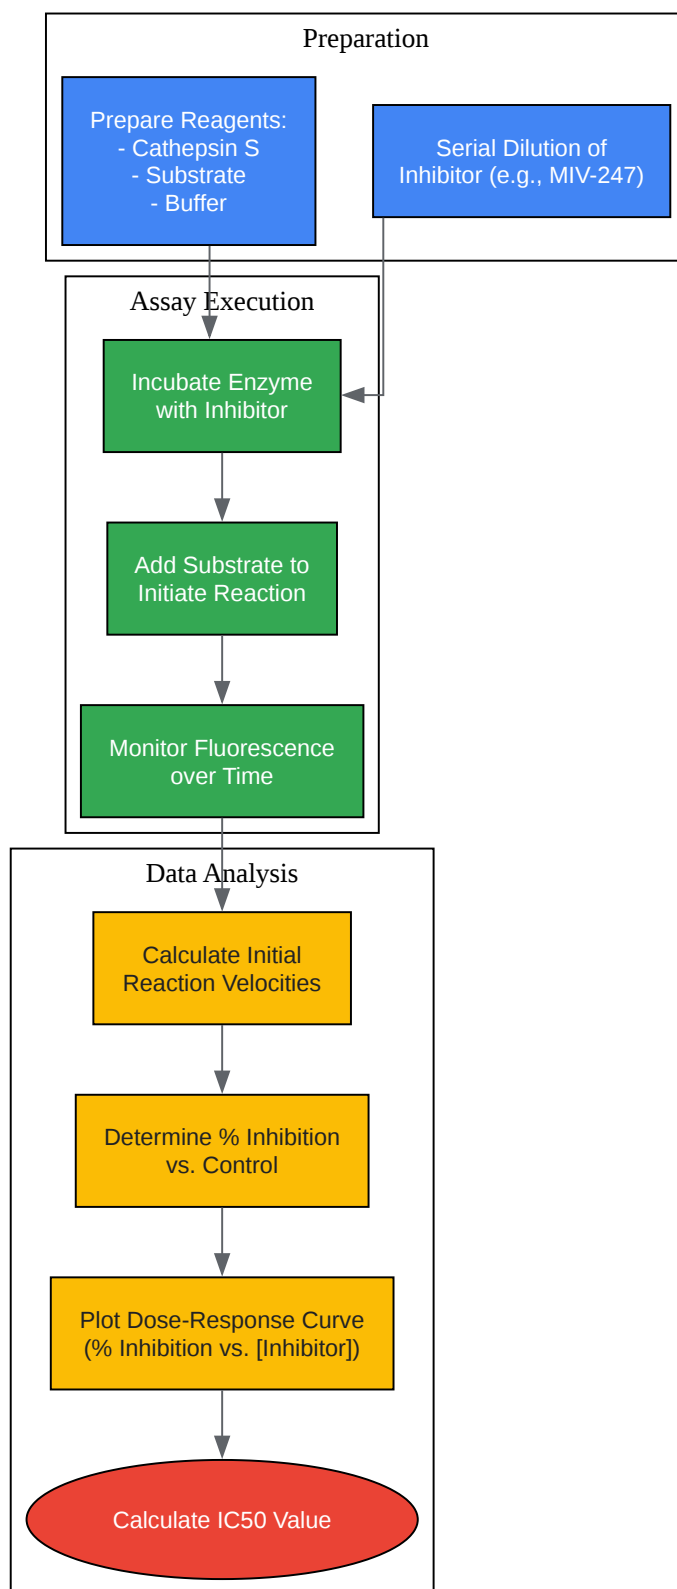 Preparation
Prepare Reagents:
- Cathepsin S
- Substrate
- Buffer
Serial Dilution of
Inhibitor (e.g., MIV-247)
Assay Execution
Incubate Enzyme
with Inhibitor
Add Substrate to
Initiate Reaction
Monitor Fluorescence
over Time
Data Analysis
Calculate Initial
Reaction Velocities
Determine % Inhibition
vs. Control
Plot Dose-Response Curve
(% Inhibition vs. [Inhibitor])
Calculate IC50 Value